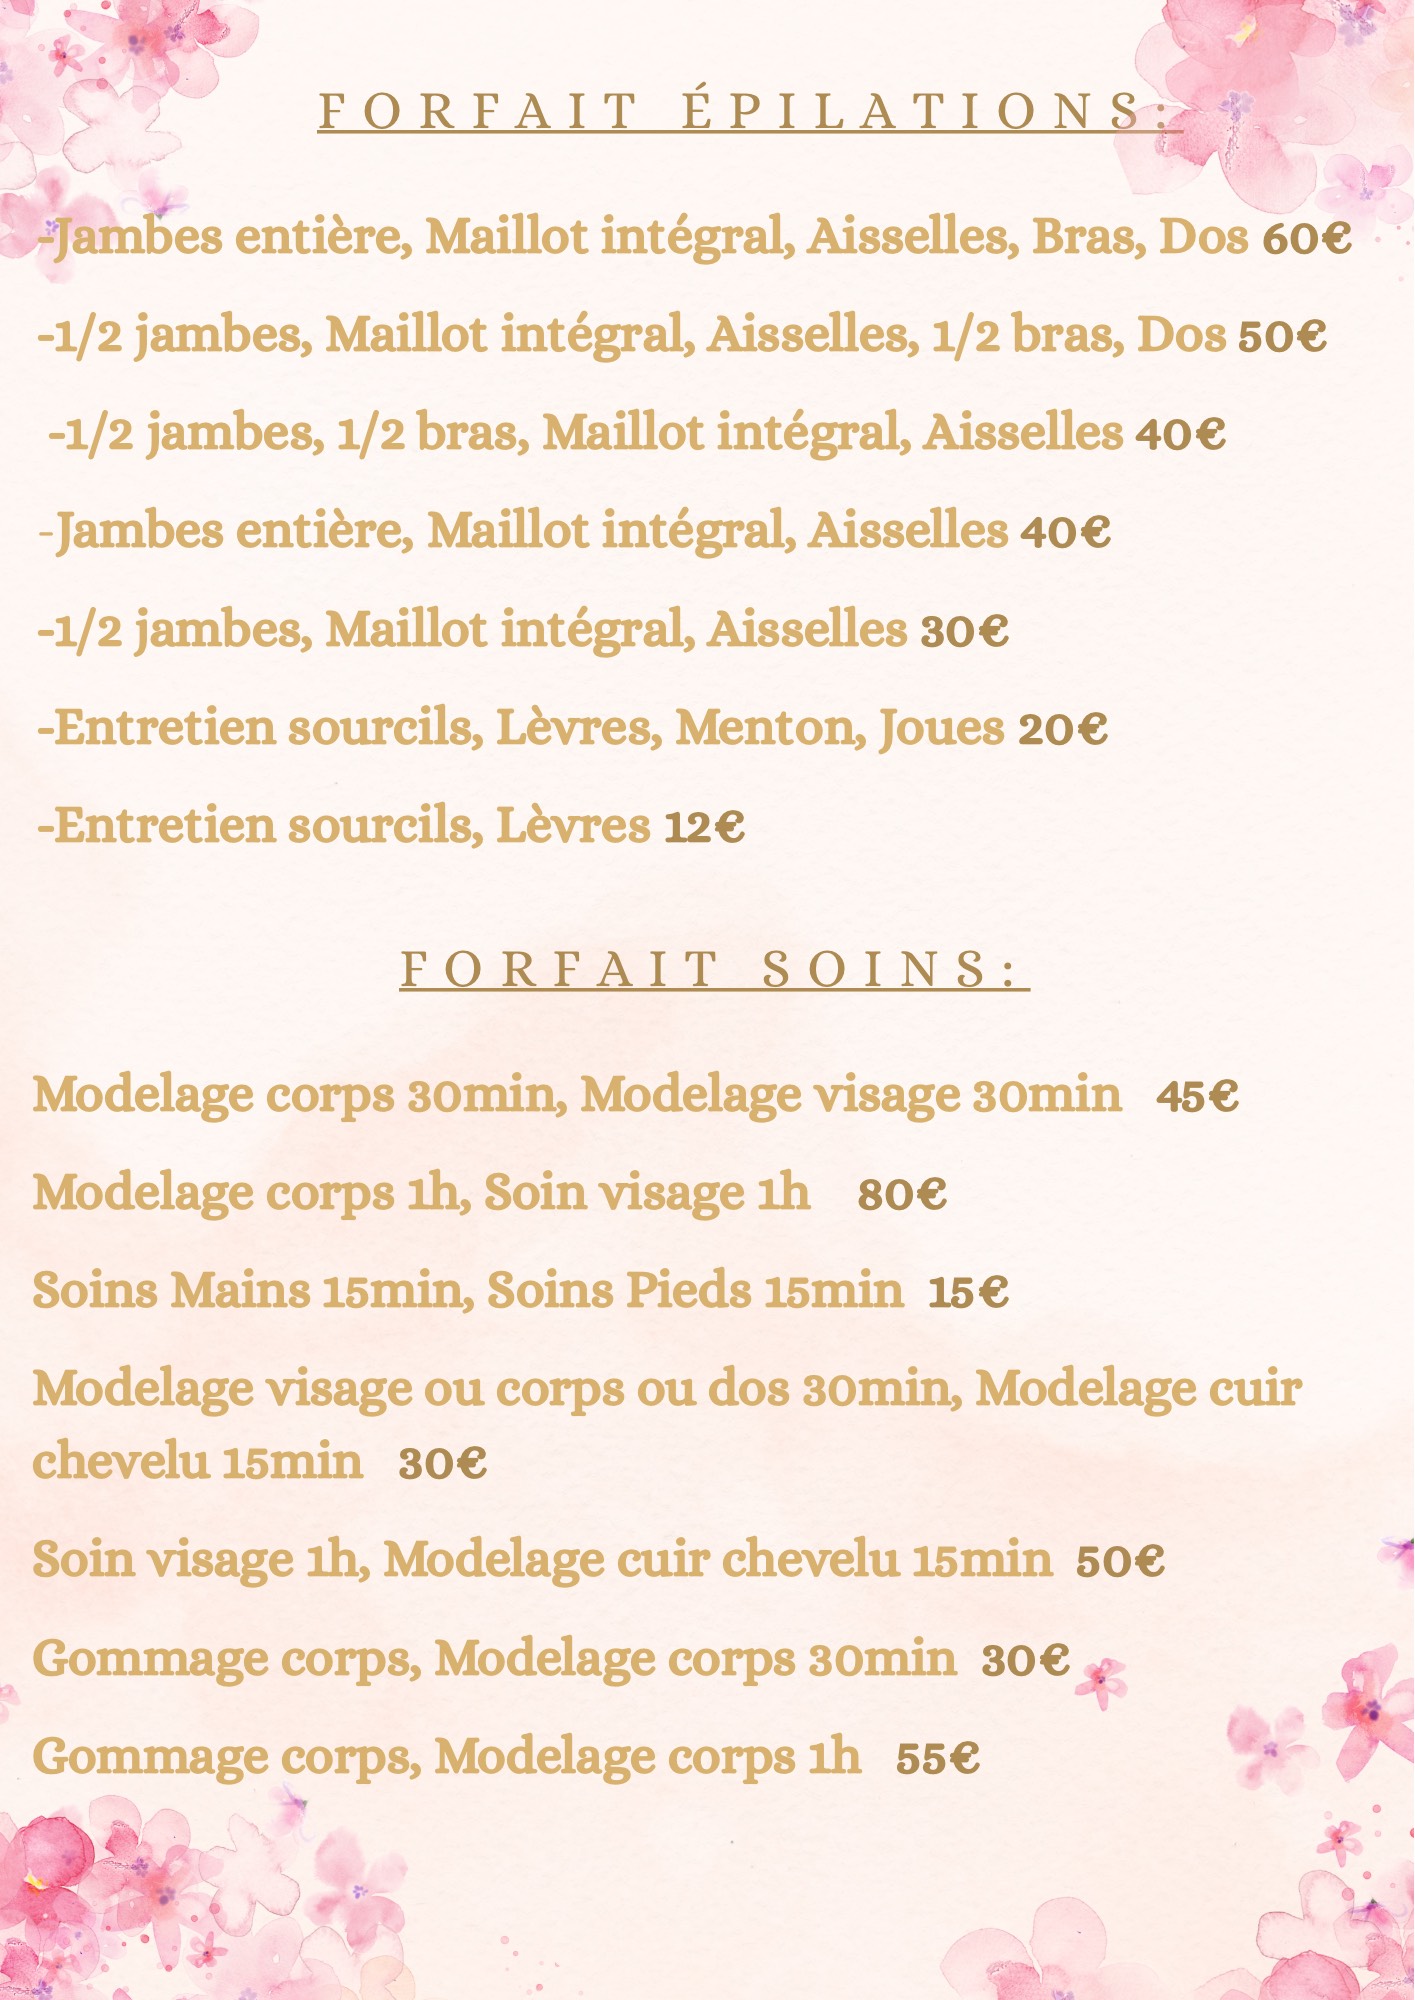 FORFAIT ÉPILATIONS:
-Jambes entière, Maillot intégral, Aisselles, Bras, Dos 60€
-1/2 jambes, Maillot intégral, Aisselles, 1/2 bras, Dos 50€
-1/2 jambes, 1/2 bras, Maillot intégral, Aisselles 40€
-Jambes entière, Maillot intégral, Aisselles 40€
-1/2 jambes, Maillot intégral, Aisselles 30€
-Entretien sourcils, Lèvres, Menton, Joues 20€
-Entretien sourcils, Lèvres 12€
FORFAIT SOINS:
Modelage corps 30min, Modelage visage 30min 45€
Modelage corps 1h, Soin visage 1h 80€
Soins Mains 15min, Soins Pieds 15min 15€
Modelage visage ou corps ou dos 30min, Modelage cuir
chevelu 15min 30€
Soin visage 1h, Modelage cuir chevelu 15min 50€
Gommage corps, Modelage corps 30min 30€
Gommage corps, Modelage corps 1h 55€